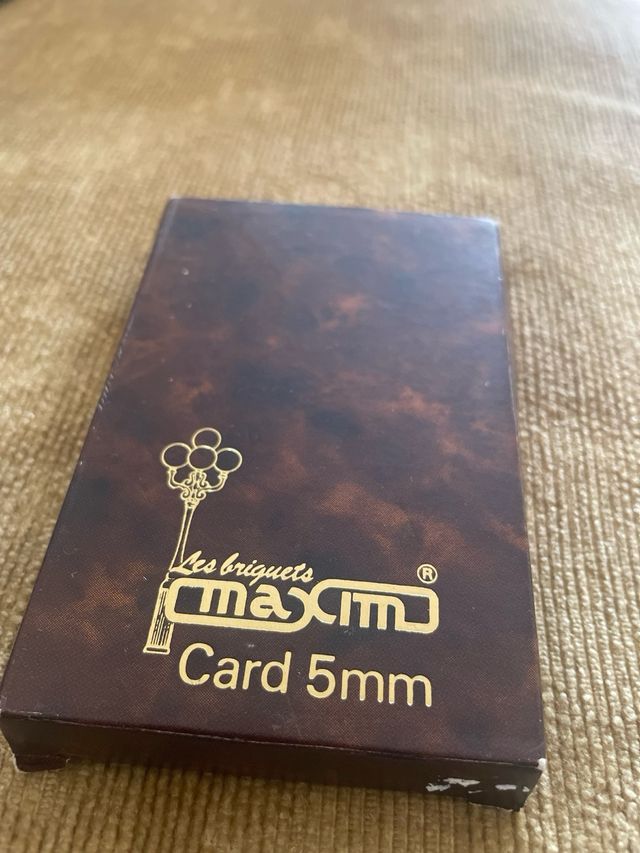 Les briquets
maxim ®
Card 5mm